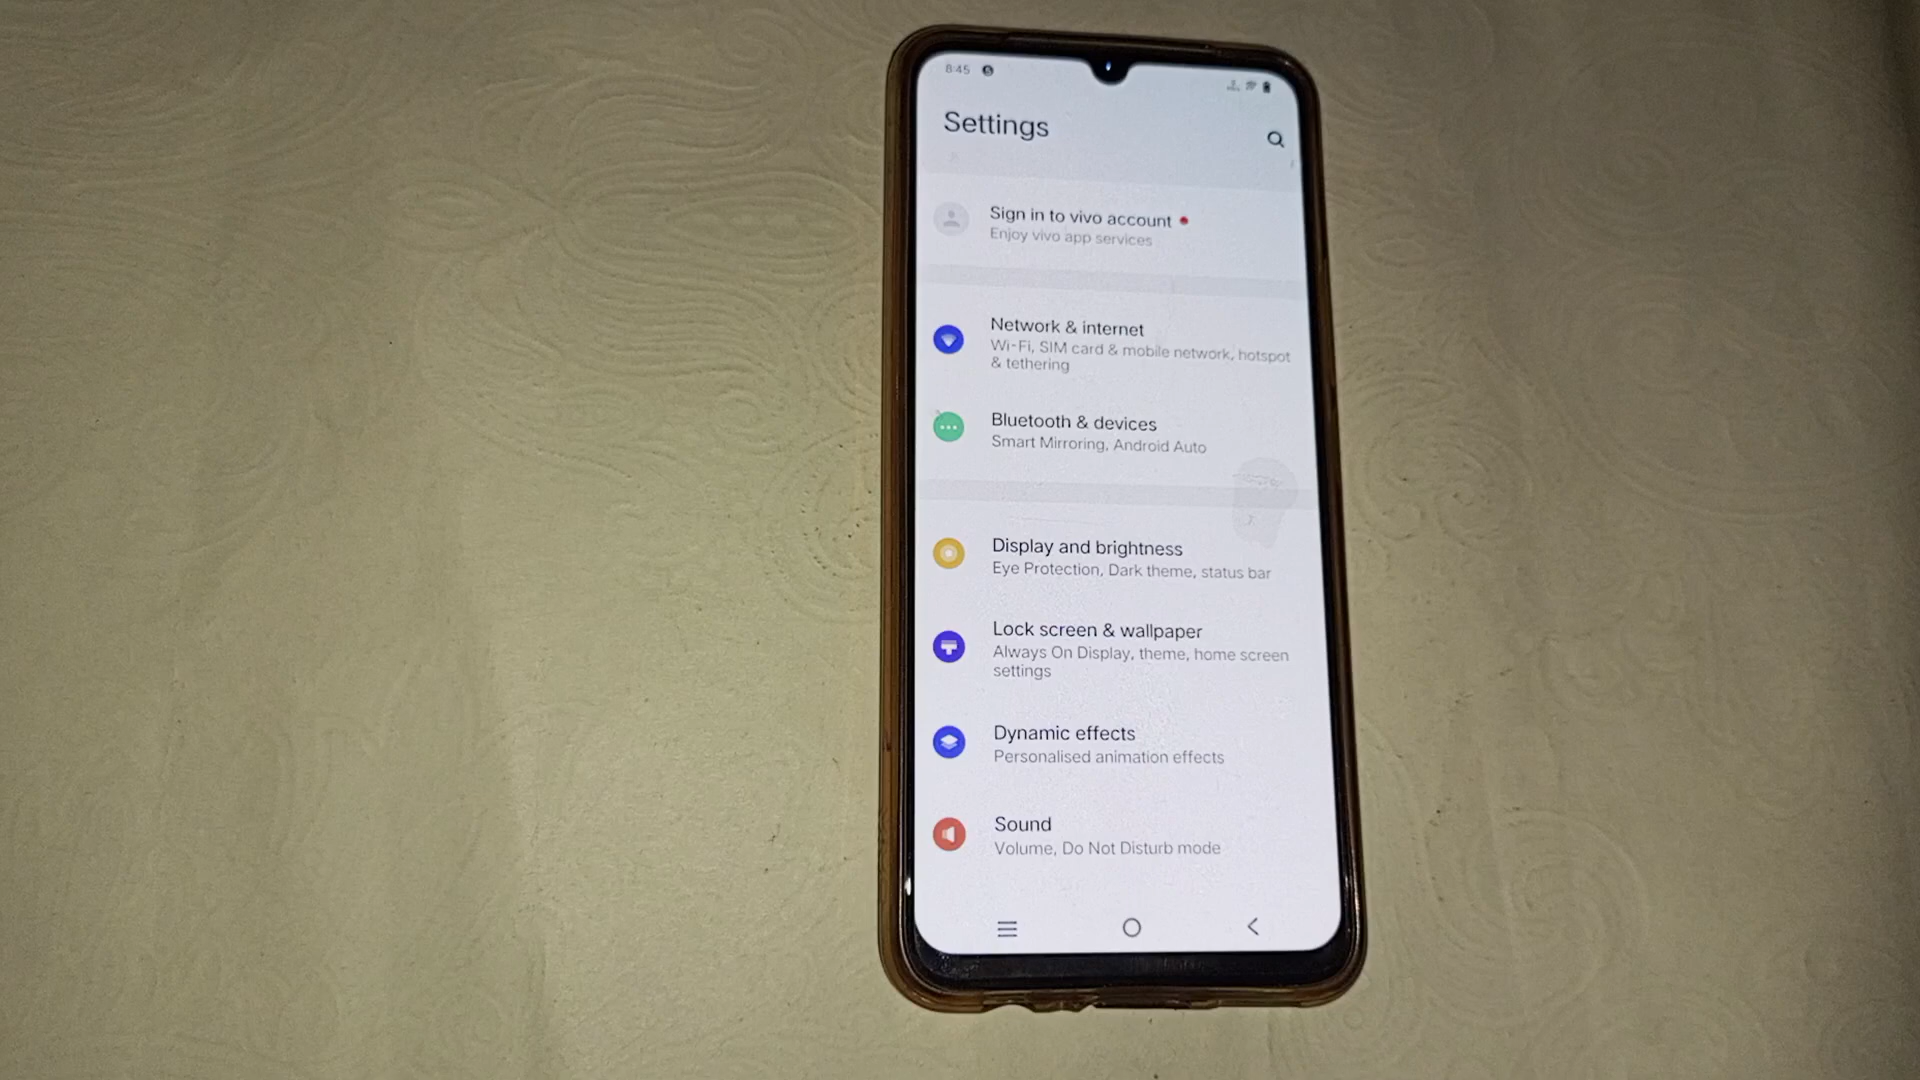 8:45
Settings
Sign in to vivo account
Enjoy vivo app services
Network & internet
Wi-Fi, SIM card & mobile network, hotspot
& tethering
Bluetooth & devices
Smart Mirroring, Android Auto
Display and brightness
Eye Protection, Dark theme, status bar
Lock screen & wallpaper
Always On Display, theme, home screen
settings
Dynamic effects
Personalised animation effects
Sound
Volume, Do Not Disturb mode